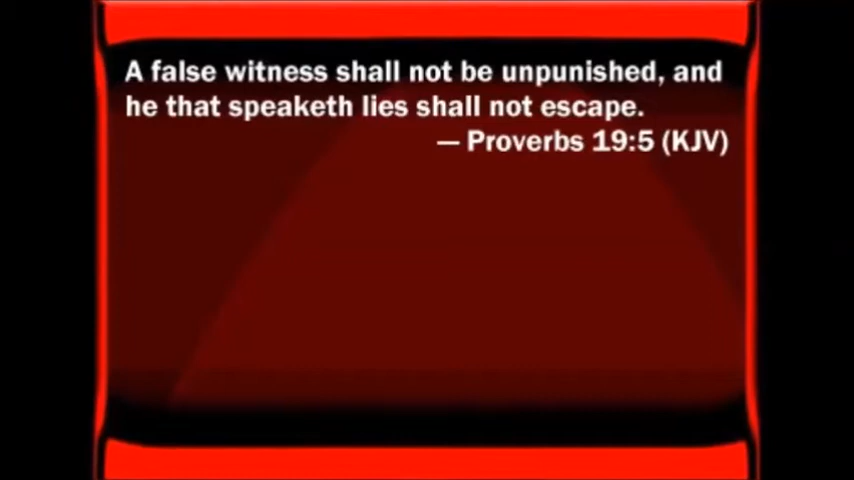 A false witness shall not be unpunished, and
he that speaketh lies shall not escape.
— Proverbs 19:5 (KJV)